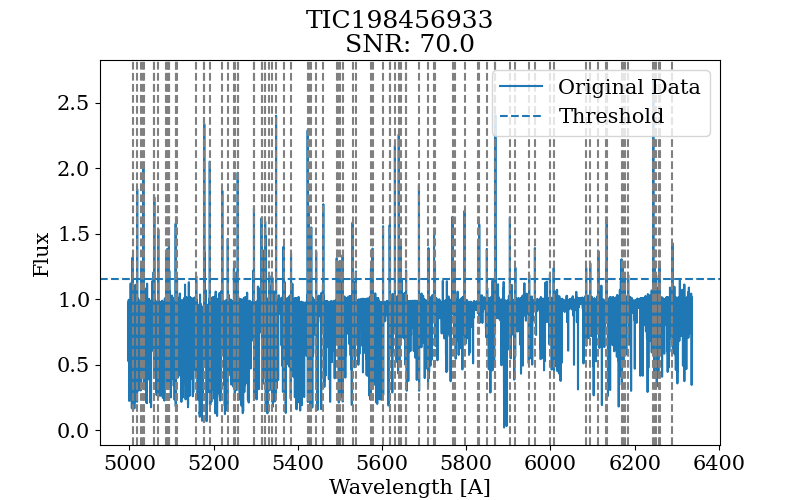 TIC198456933
SNR: 70.0
Original Data
Threshold
Flux
2.5
2.0
1.5
1.0
0.5
0.0
5000 5200 5400 5600 5800 6000 6200 6400
Wavelength [A]